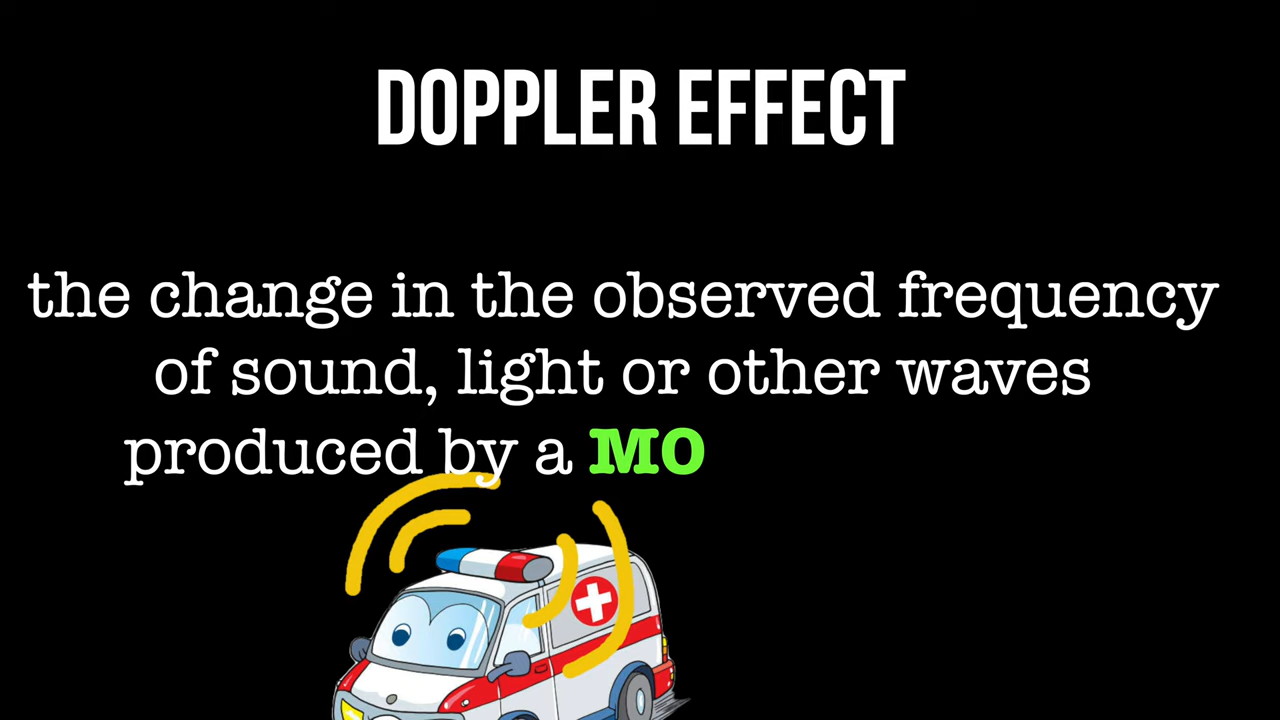 DOPPLER EFFECT
the change in the observed frequency
of sound, light or other waves
produced by a MO